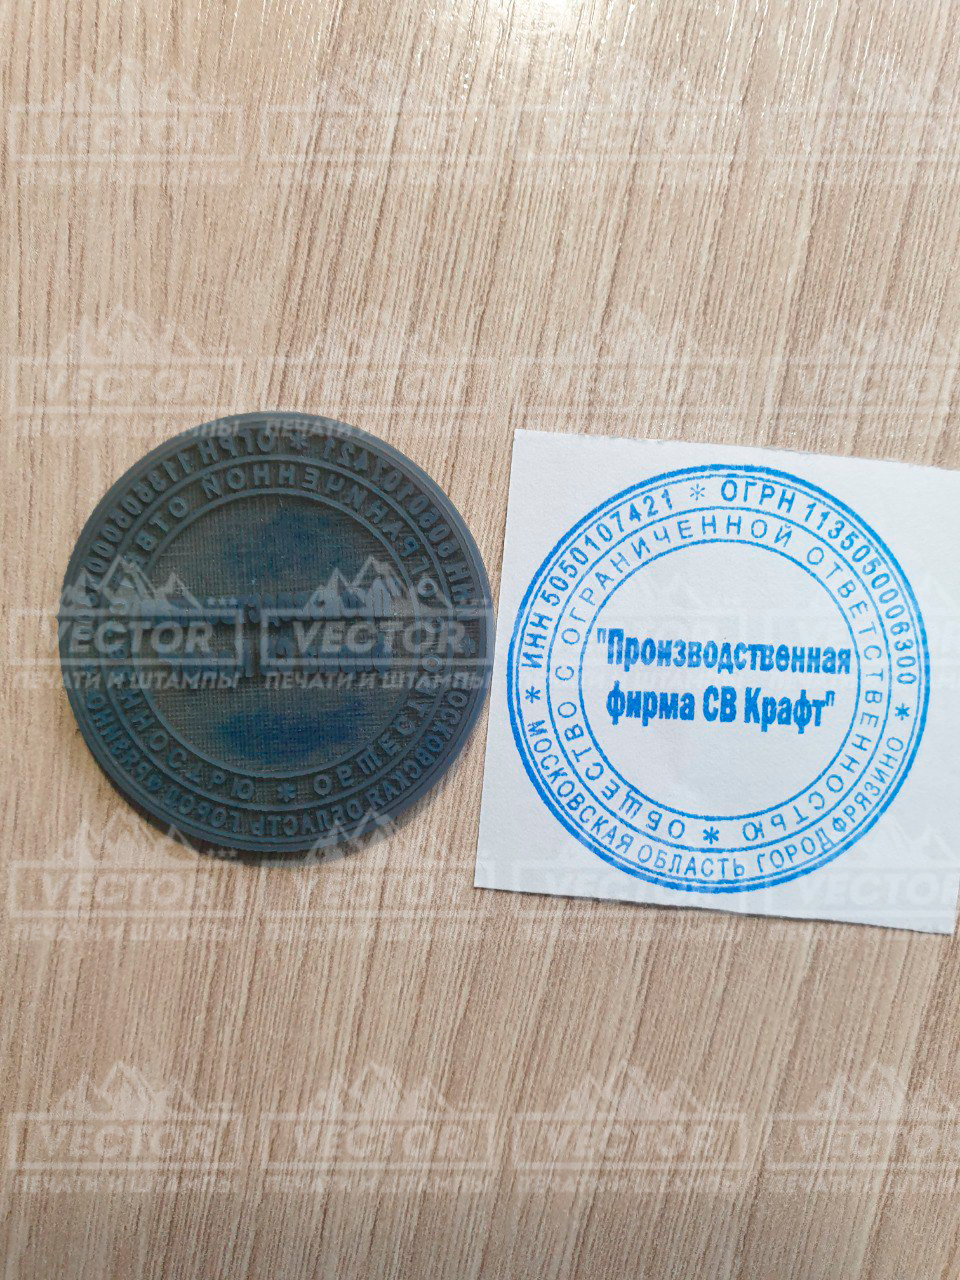 * ИНН 5050107421 * ОГРН 1135050006300 *
МОСКОВСКАЯ ОБЛАСТЬ ГОРОД ФРЯЗИНО
ОБЩЕСТВО С ОГРАНИЧЕННОЙ ОТВЕТСТВЕННОСТЬЮ *
"Производственная
фирма СВ Крафт"
VECTOR
ПЕЧАТИ И ШТАМПЫ